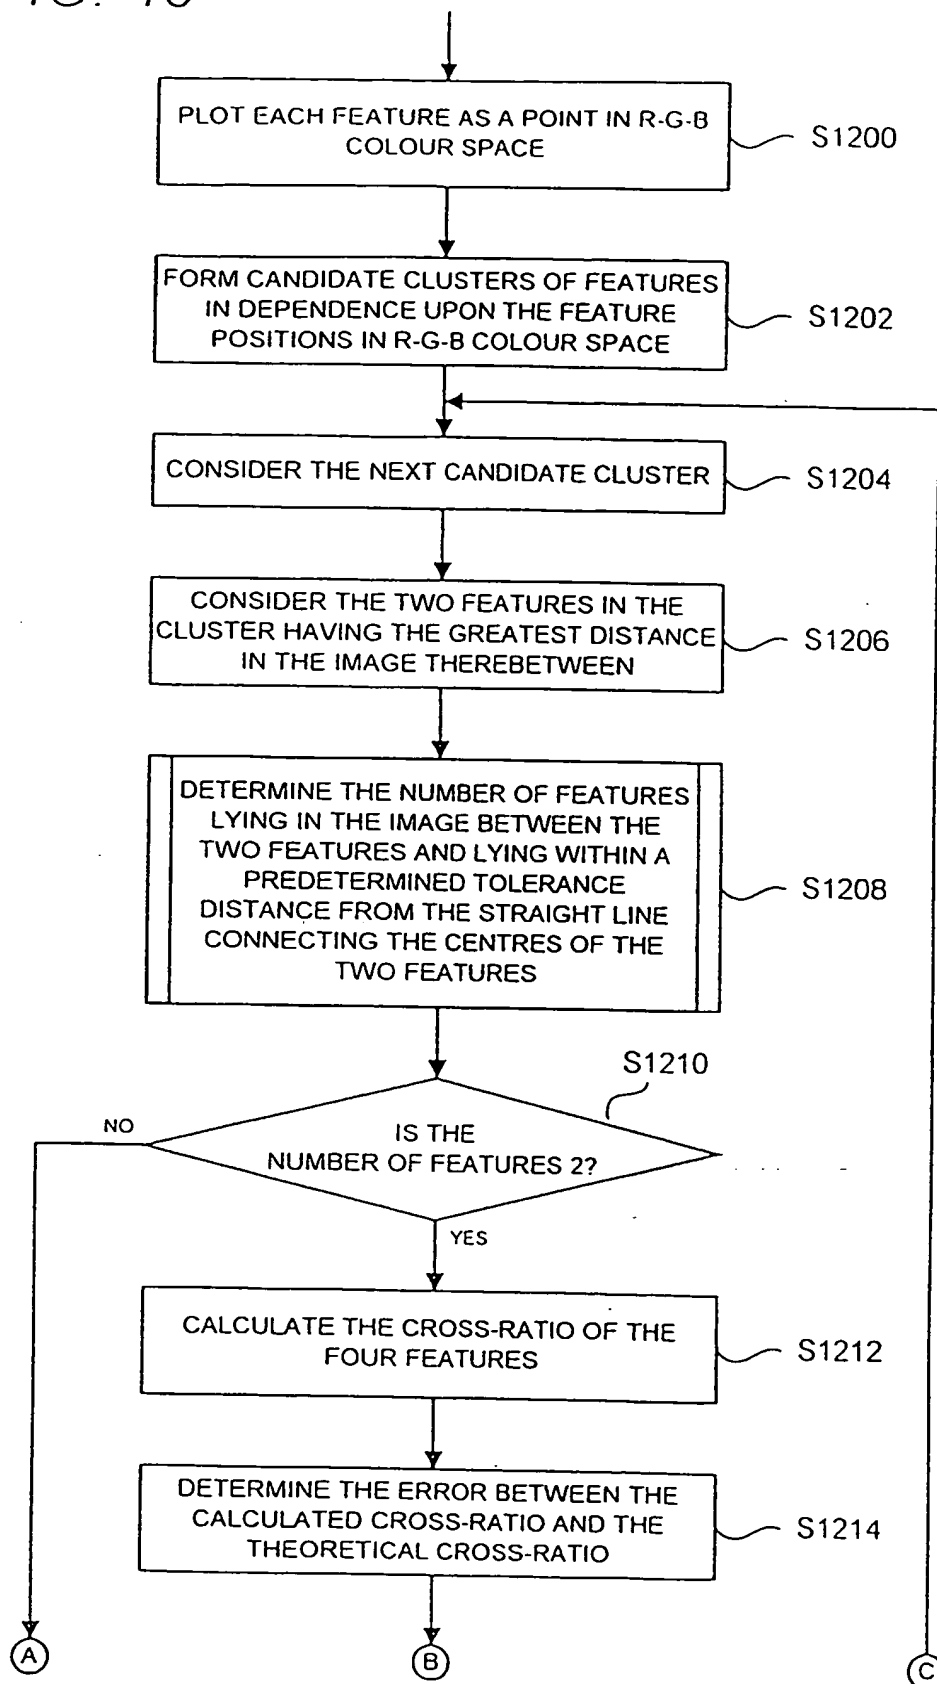 PLOT EACH FEATURE AS A POINT IN R-G-B
COLOUR SPACE
S1200
FORM CANDIDATE CLUSTERS OF FEATURES
IN DEPENDENCE UPON THE FEATURE
POSITIONS IN R-G-B COLOUR SPACE
S1202
CONSIDER THE NEXT CANDIDATE CLUSTER
S1204
CONSIDER THE TWO FEATURES IN THE
CLUSTER HAVING THE GREATEST DISTANCE
IN THE IMAGE THEREBETWEEN
S1206
DETERMINE THE NUMBER OF FEATURES
LYING IN THE IMAGE BETWEEN THE
TWO FEATURES AND LYING WITHIN A
PREDETERMINED TOLERANCE
DISTANCE FROM THE STRAIGHT LINE
CONNECTING THE CENTRES OF THE
TWO FEATURES
S1208
S1210
NO
IS THE
NUMBER OF FEATURES 2?
YES
CALCULATE THE CROSS-RATIO OF THE
FOUR FEATURES
S1212
DETERMINE THE ERROR BETWEEN THE
CALCULATED CROSS-RATIO AND THE
THEORETICAL CROSS-RATIO
S1214
A
B
C